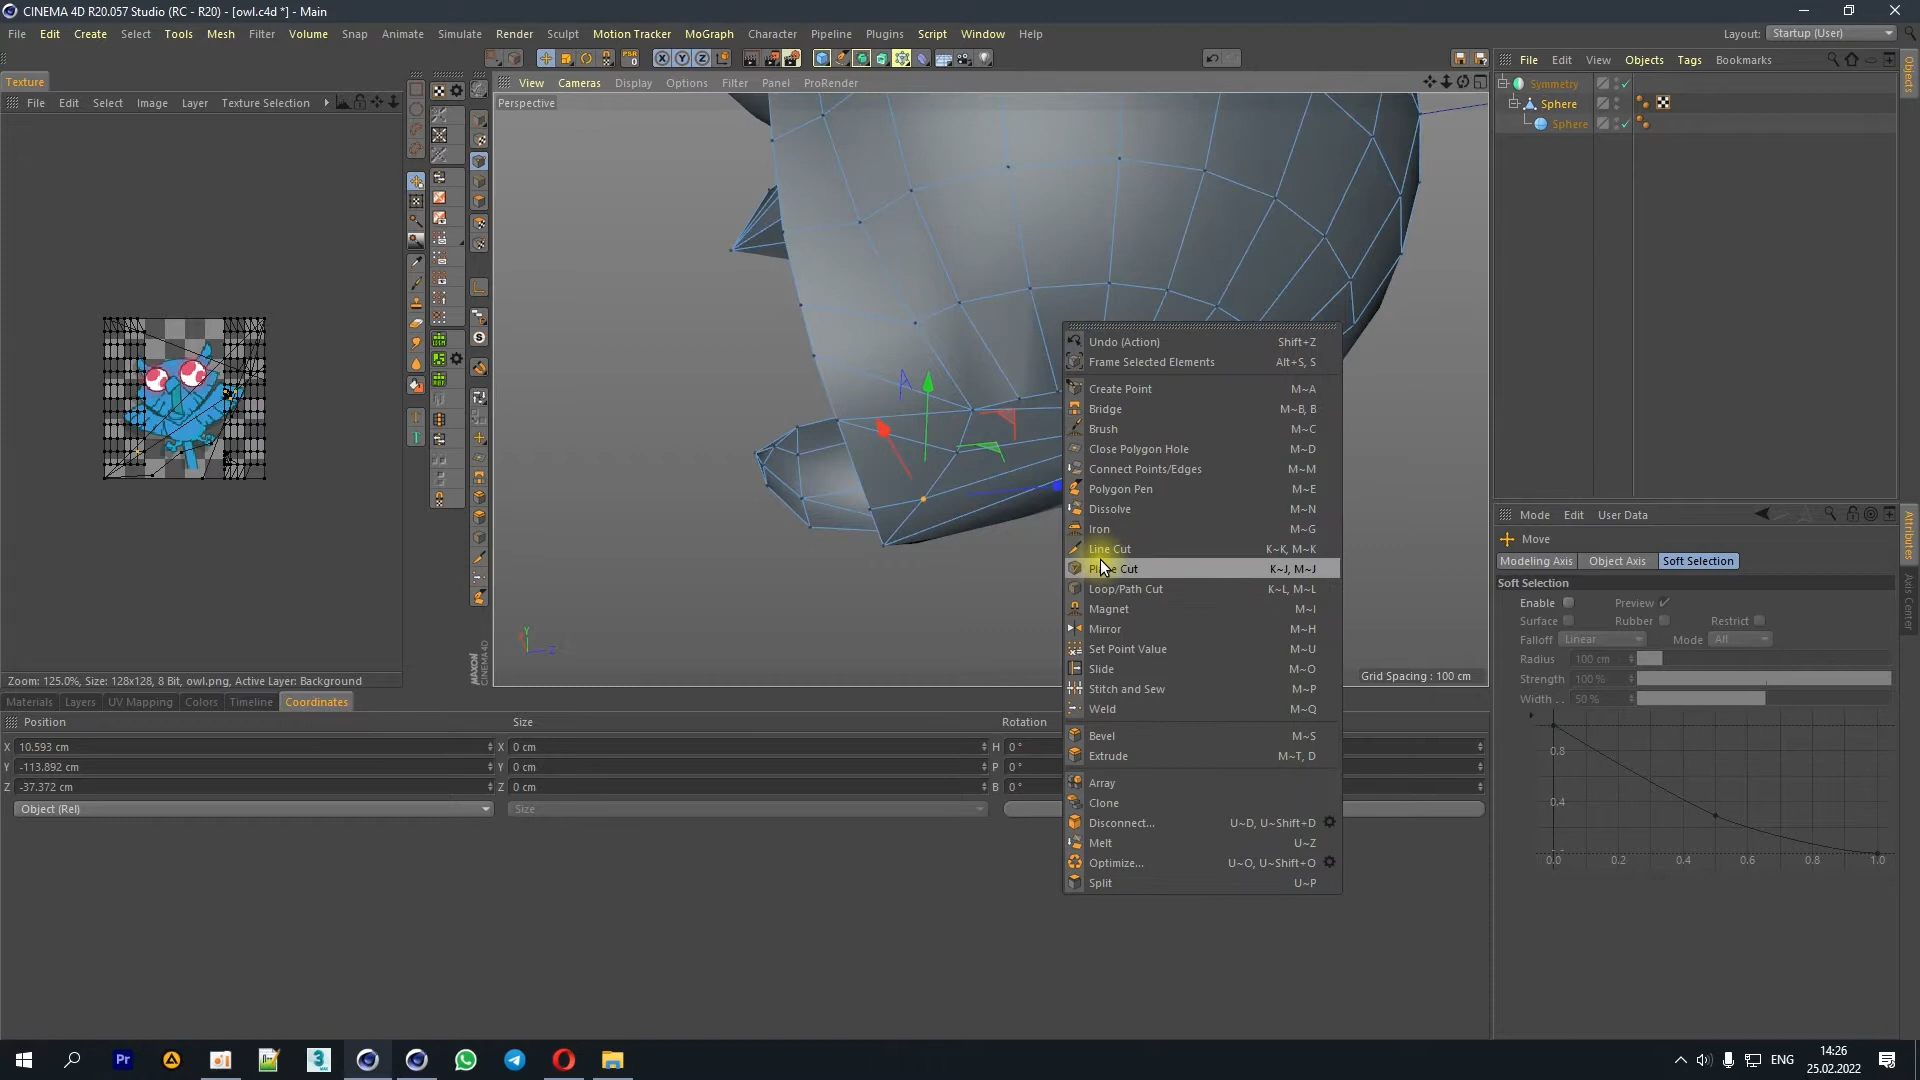 CINEMA 4D R20.057 Studio (RC - R20) - [owl.c4d *] - Main
File Edit Create Select Tools Mesh Filter Volume Snap Animate Simulate Render Sculpt Motion Tracker MoGraph Character Pipeline Plugins Script Window Help Layout: Startup (User)
Texture
File Edit Select Image Layer Texture Selection
View Cameras Display Options Filter Panel ProRender
Perspective
File Edit View Objects Tags Bookmarks
Objects
Symmetry
Sphere
Sphere
Undo (Action) Shift+Z
Frame Selected Elements Alt+S, S
Create Point M~A
Bridge M~B, B
Brush M~C
Close Polygon Hole M~D
Connect Points/Edges M~M
Polygon Pen M~E
Dissolve M~N
Iron M~G
Line Cut K~K, M~K
Cut K~J, M~J
Loop/Path Cut K~L, M~L
Magnet M~I
Mirror M~H
Set Point Value M~U
Slide M~O
Stitch and Sew M~P
Weld M~Q
Bevel M~S
Extrude M~T, D
Array
Clone
Disconnect... U~D, U~Shift+D
Melt U~Z
Optimize... U~O, U~Shift+O
Split U~P
Y
Z
MAXON
CINEMA 4D
Grid Spacing : 100 cm
Zoom: 125.0%, Size: 128x128, 8 Bit, owl.png, Active Layer: Background
Materials Layers UV Mapping Colors Timeline Coordinates
Position Size Rotation
X 10.593 cm X 0 cm H 0 °
Y -113.892 cm Y 0 cm P 0 °
Z -37.372 cm Z 0 cm B 0 °
Object (Rel) Size
Mode Edit User Data
Attributes
Axis Center
Move
Modeling Axis Object Axis Soft Selection
Soft Selection
Enable Preview
Surface Rubber Restrict
Falloff Linear Mode All
Radius 100 cm
Strength 100 %
Width . . 50 %
0.8
0.4
0.0 0.2 0.4 0.6 0.8 1.0
Pr
3
ENG
14:26
25.02.2022